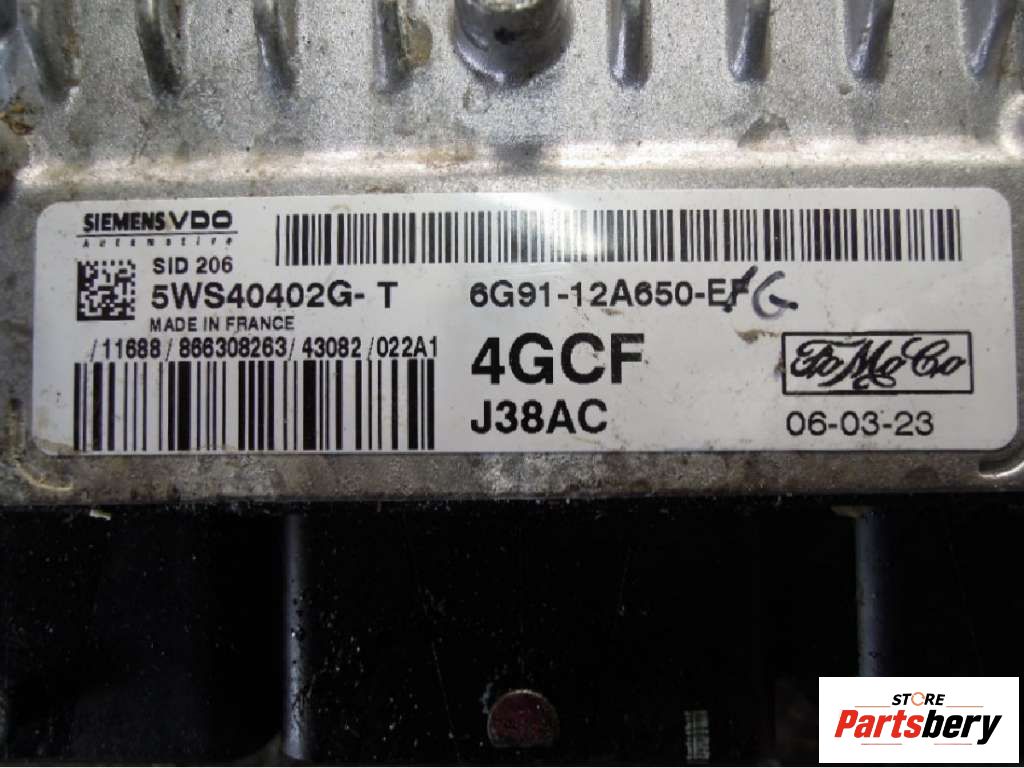 SIEMENS VDO
Automotive
SID 206
5WS40402G- T
MADE IN FRANCE
/11688/866308263/43082/022A1
6G91-12A650-EF G
4GCF
J38AC
FoMoCo
06-03-23
STORE
Partsbery